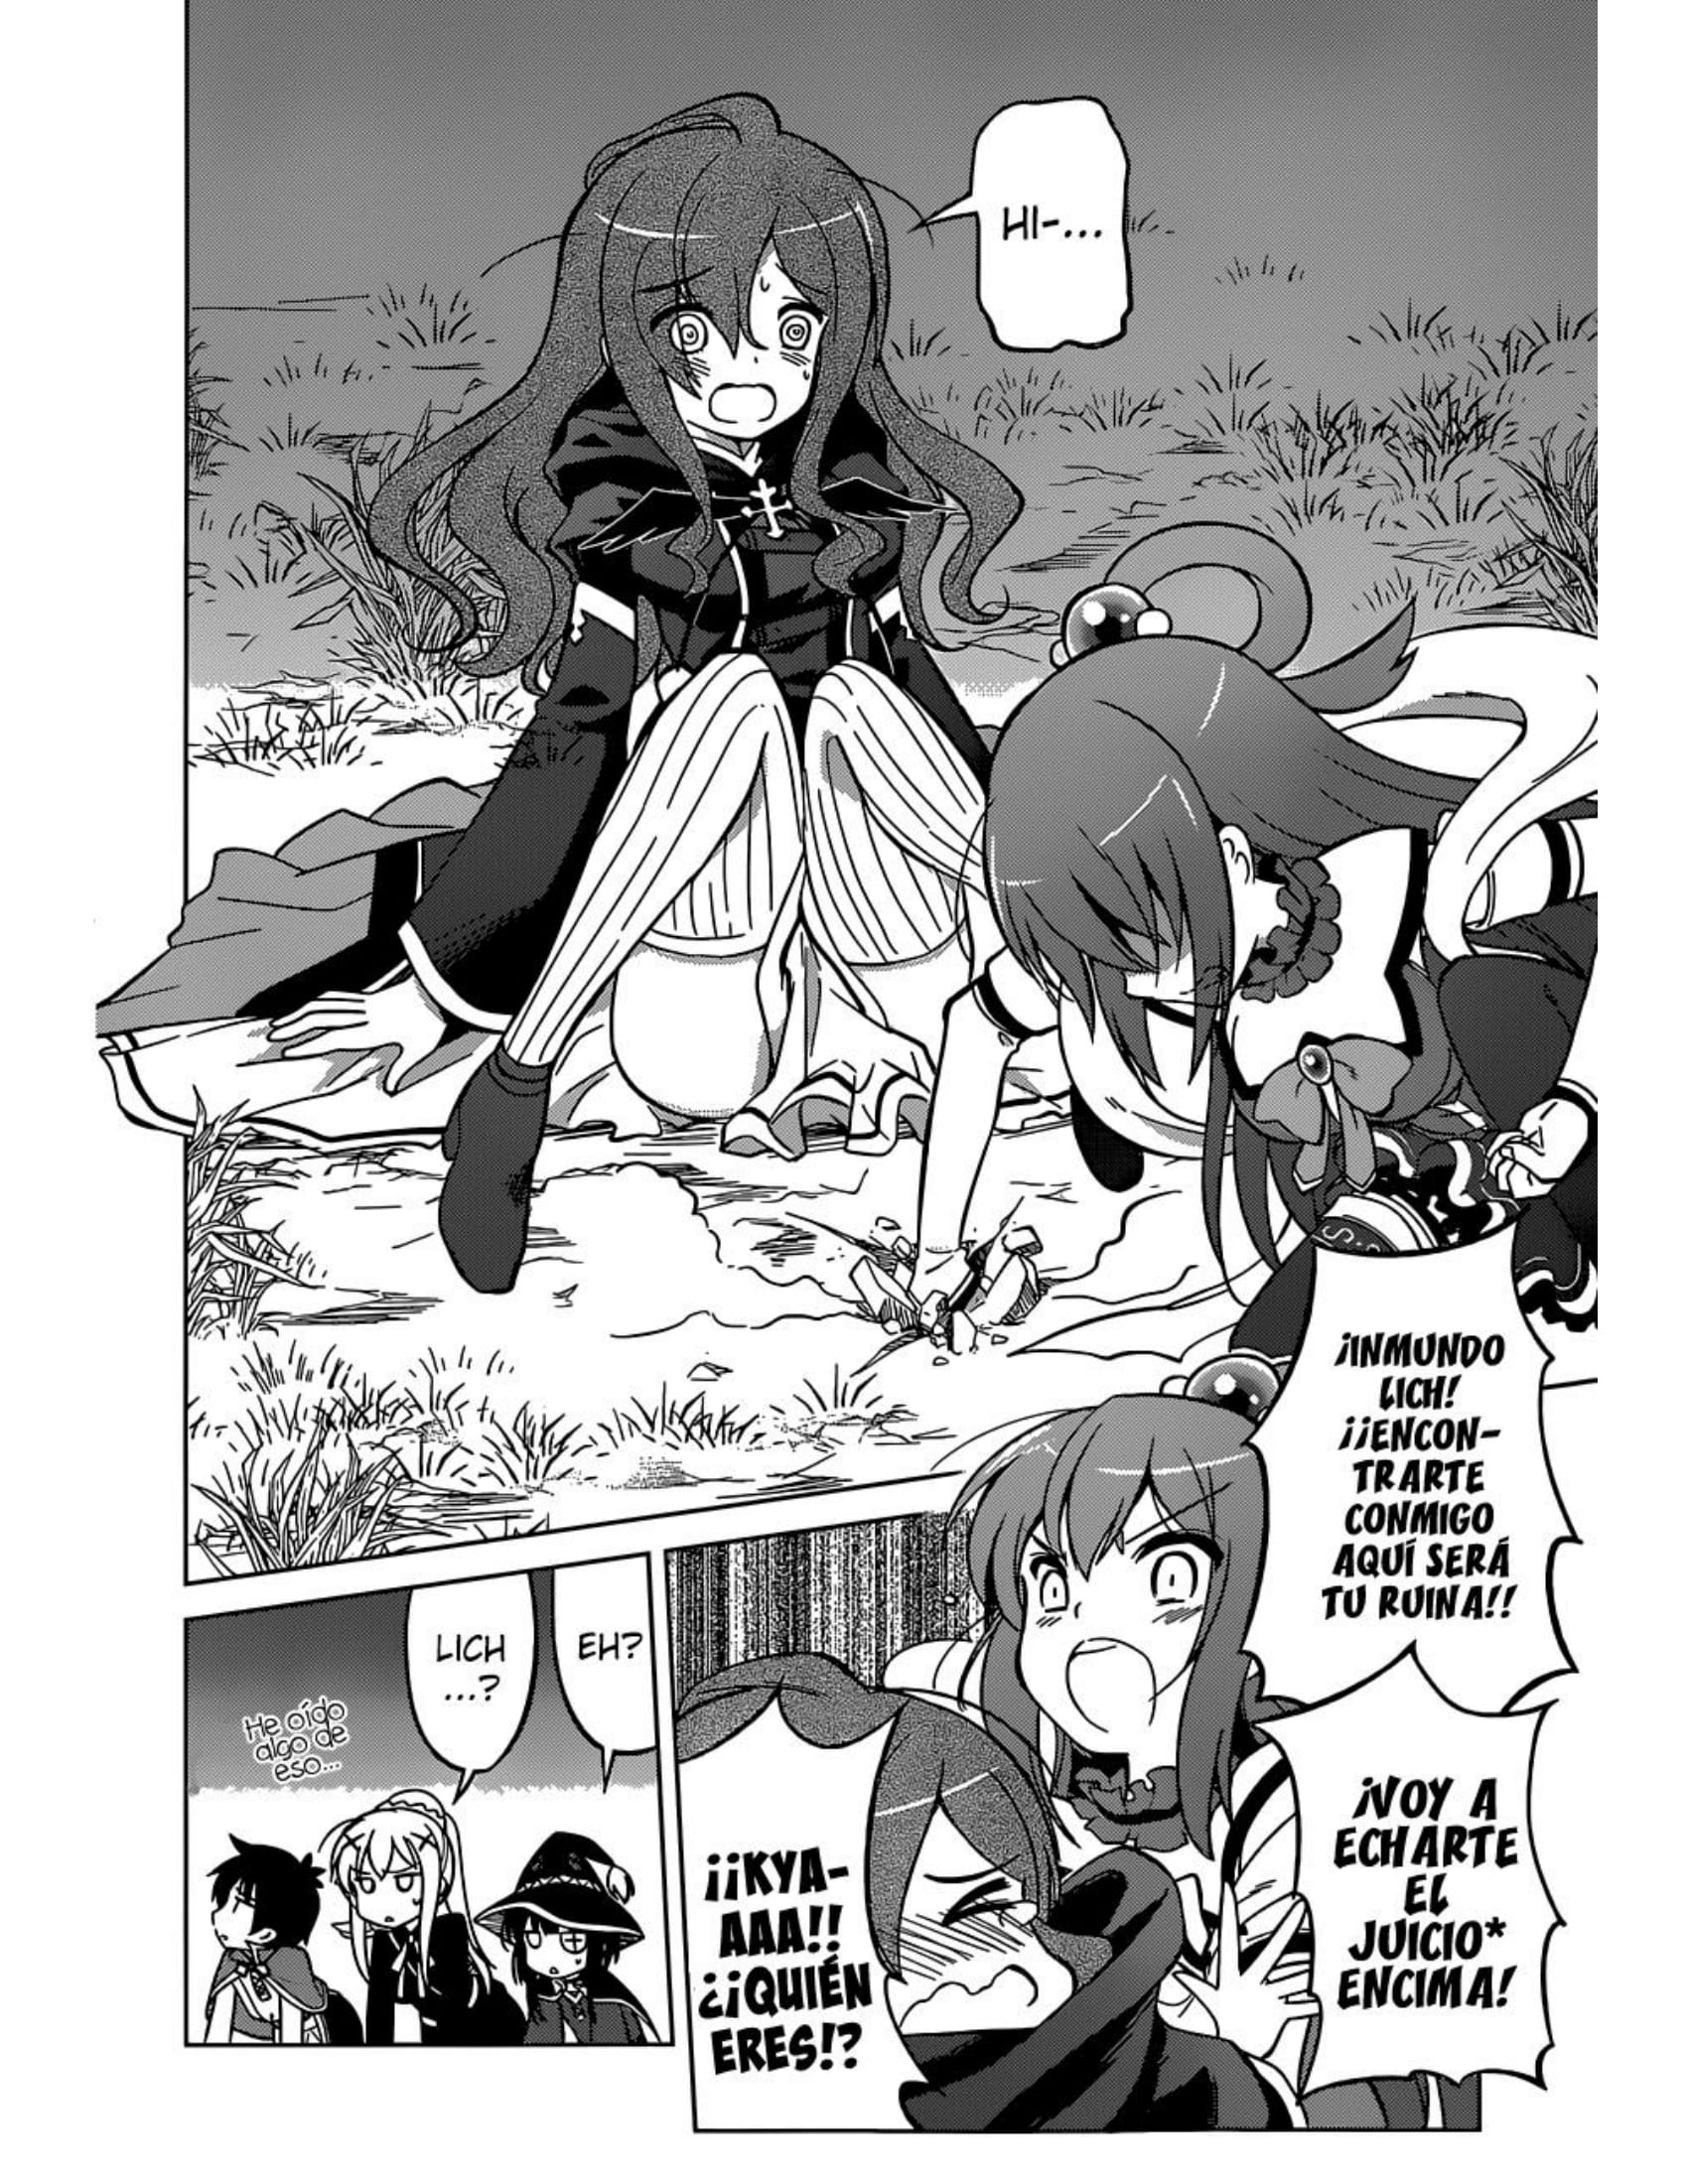 HI-...
¡INMUNDO
LICH!
¡¡ENCON-
TRARTE
CONMIGO
AQUÍ SERÁ
TU RUINA!!
¡VOY A
ECHARTE
EL
JUICIO*
ENCIMA!
¡¡KYA-
AAA!!
¿¡QUIÉN
ERES!?
EH?
LICH
...?
He oído
algo de
eso...